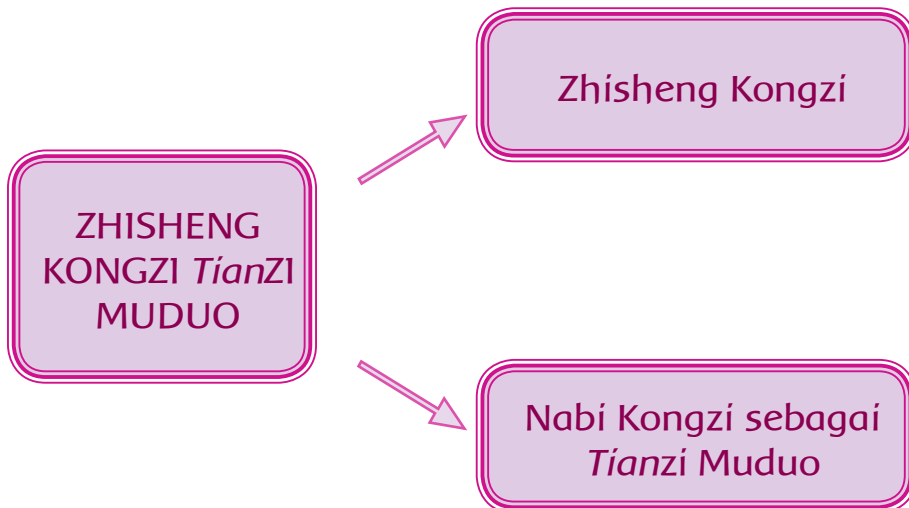 Zhisheng Kongzi
ZHISHENG
KONGZI TianZI
MUDUO
Nabi Kongzi sebagai
Tianzi Muduo